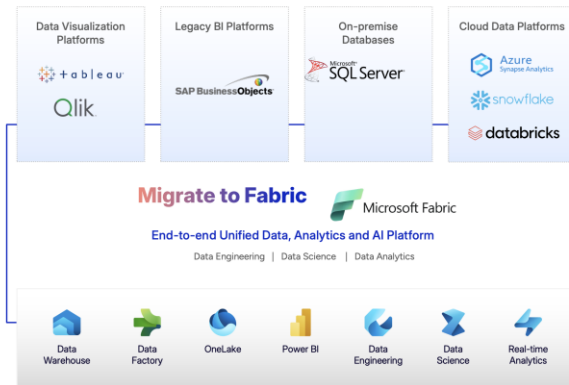 Data Visualization
Platforms
+ a b l e a u
Qlik
Legacy BI Platforms
SAP BusinessObjects
On-premise
Databases
Microsoft
SQL Server
Cloud Data Platforms
Azure
Synapse Analytics
snowflake
databricks
Migrate to Fabric
Microsoft Fabric
End-to-end Unified Data, Analytics and AI Platform
Data Engineering | Data Science | Data Analytics
Data
Warehouse
Data
Factory
OneLake
Power BI
Data
Engineering
Data
Science
Real-time
Analytics